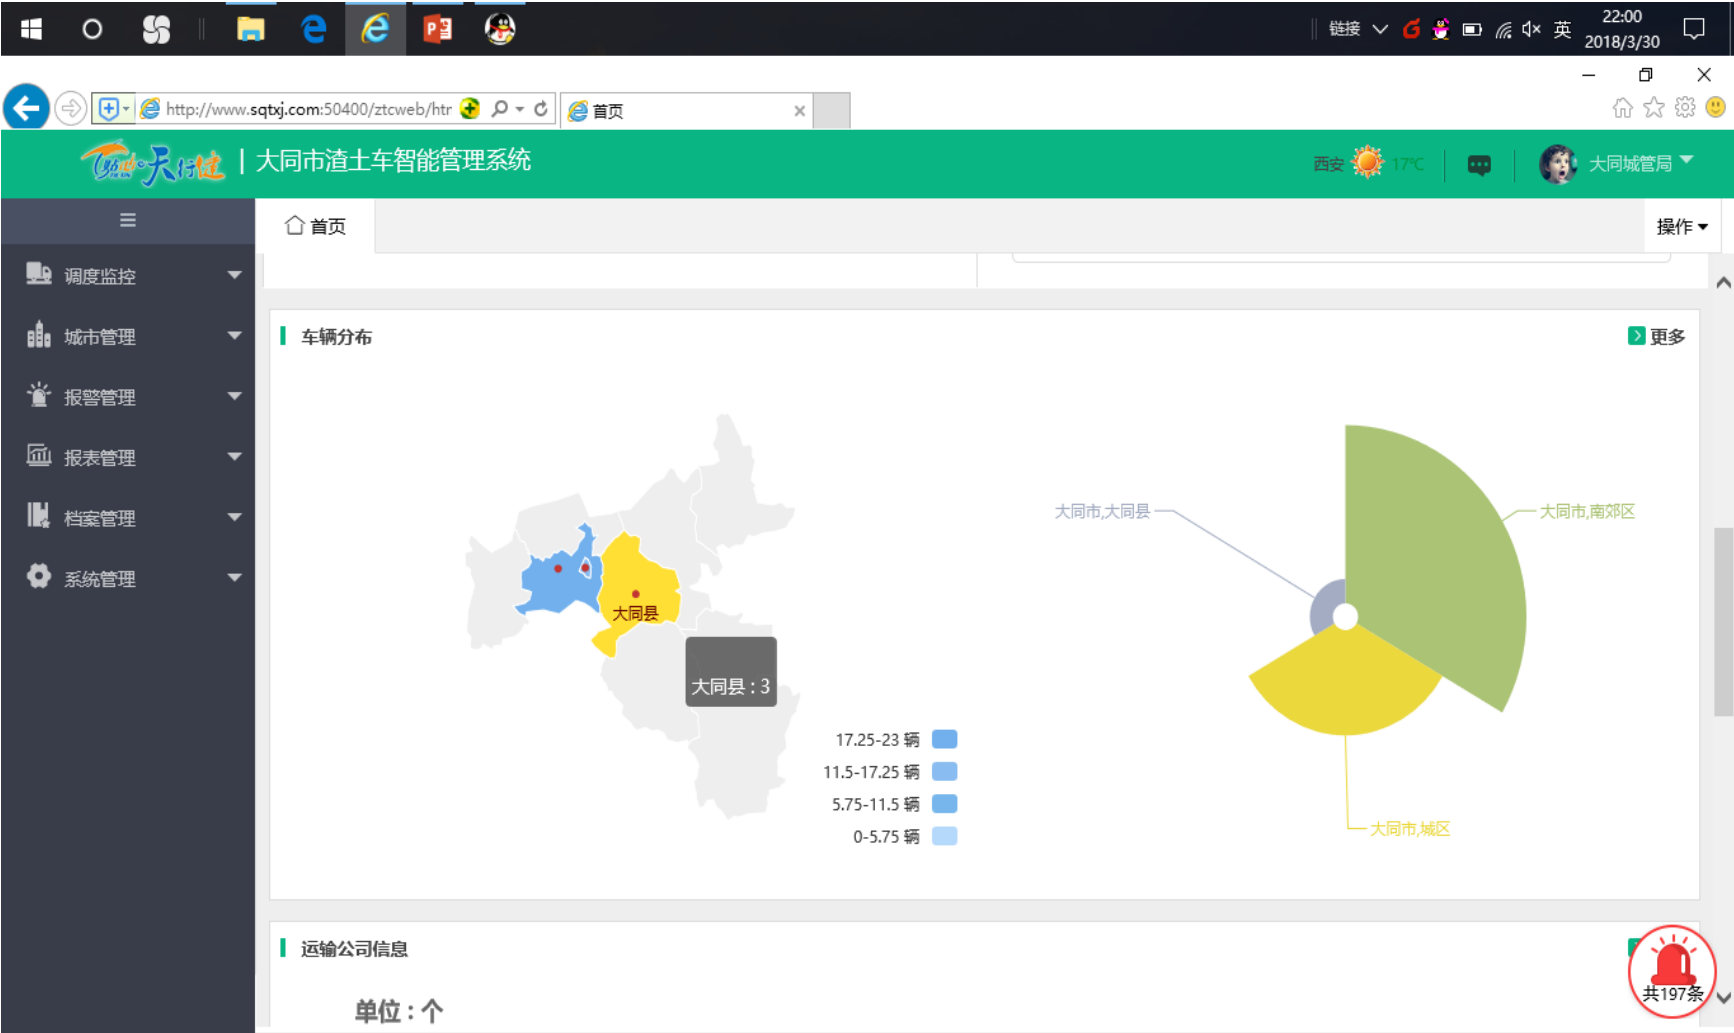 链接
英
22:00
2018/3/30
http://www.sqtxj.com:50400/ztcweb/htr
首页
天行健
大同市渣土车智能管理系统
西安
17℃
大同城管局
首页
操作
调度监控
城市管理
报警管理
报表管理
档案管理
系统管理
车辆分布
更多
大同县
大同县 : 3
17.25-23 辆
11.5-17.25 辆
5.75-11.5 辆
0-5.75 辆
大同市,大同县
大同市,南郊区
大同市,城区
运输公司信息
单位 : 个
共197条